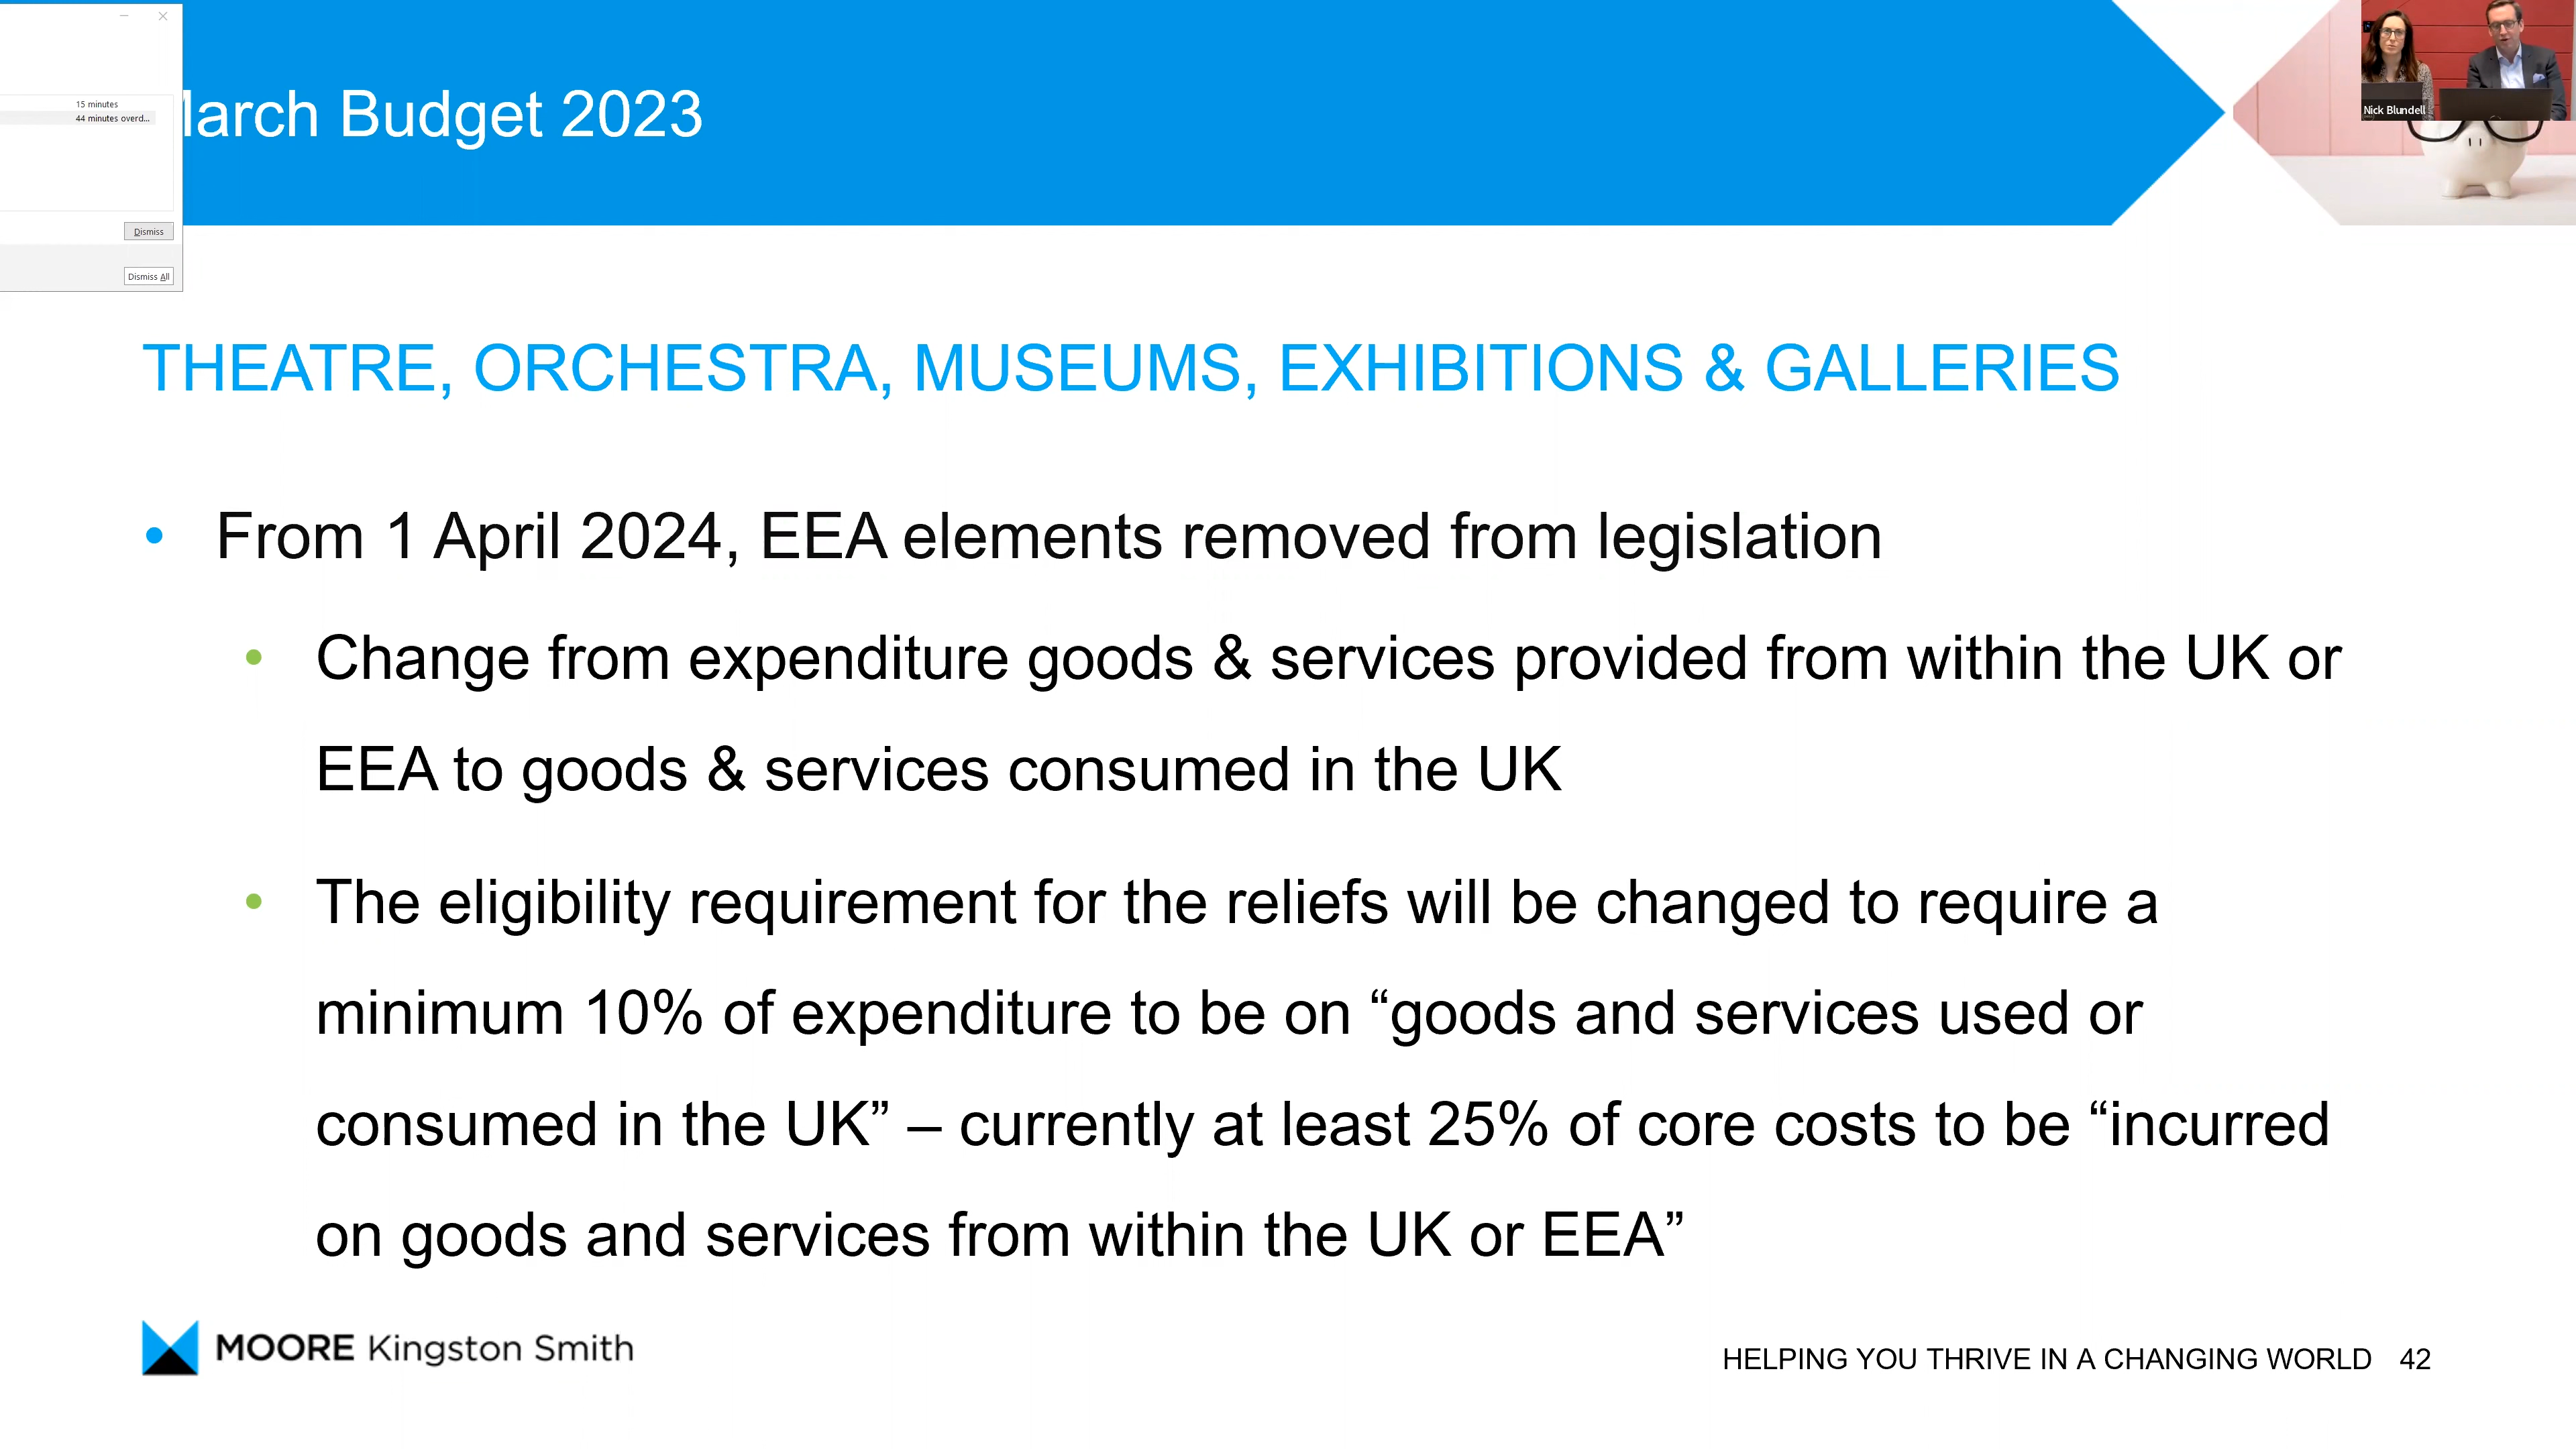 15 minutes
44 minutes overd...
Dismiss
Dismiss All
March Budget 2023
Nick Blundell
THEATRE, ORCHESTRA, MUSEUMS, EXHIBITIONS & GALLERIES
• From 1 April 2024, EEA elements removed from legislation
• Change from expenditure goods & services provided from within the UK or
EEA to goods & services consumed in the UK
• The eligibility requirement for the reliefs will be changed to require a
minimum 10% of expenditure to be on “goods and services used or
consumed in the UK” – currently at least 25% of core costs to be “incurred
on goods and services from within the UK or EEA”
MOORE Kingston Smith
HELPING YOU THRIVE IN A CHANGING WORLD 42